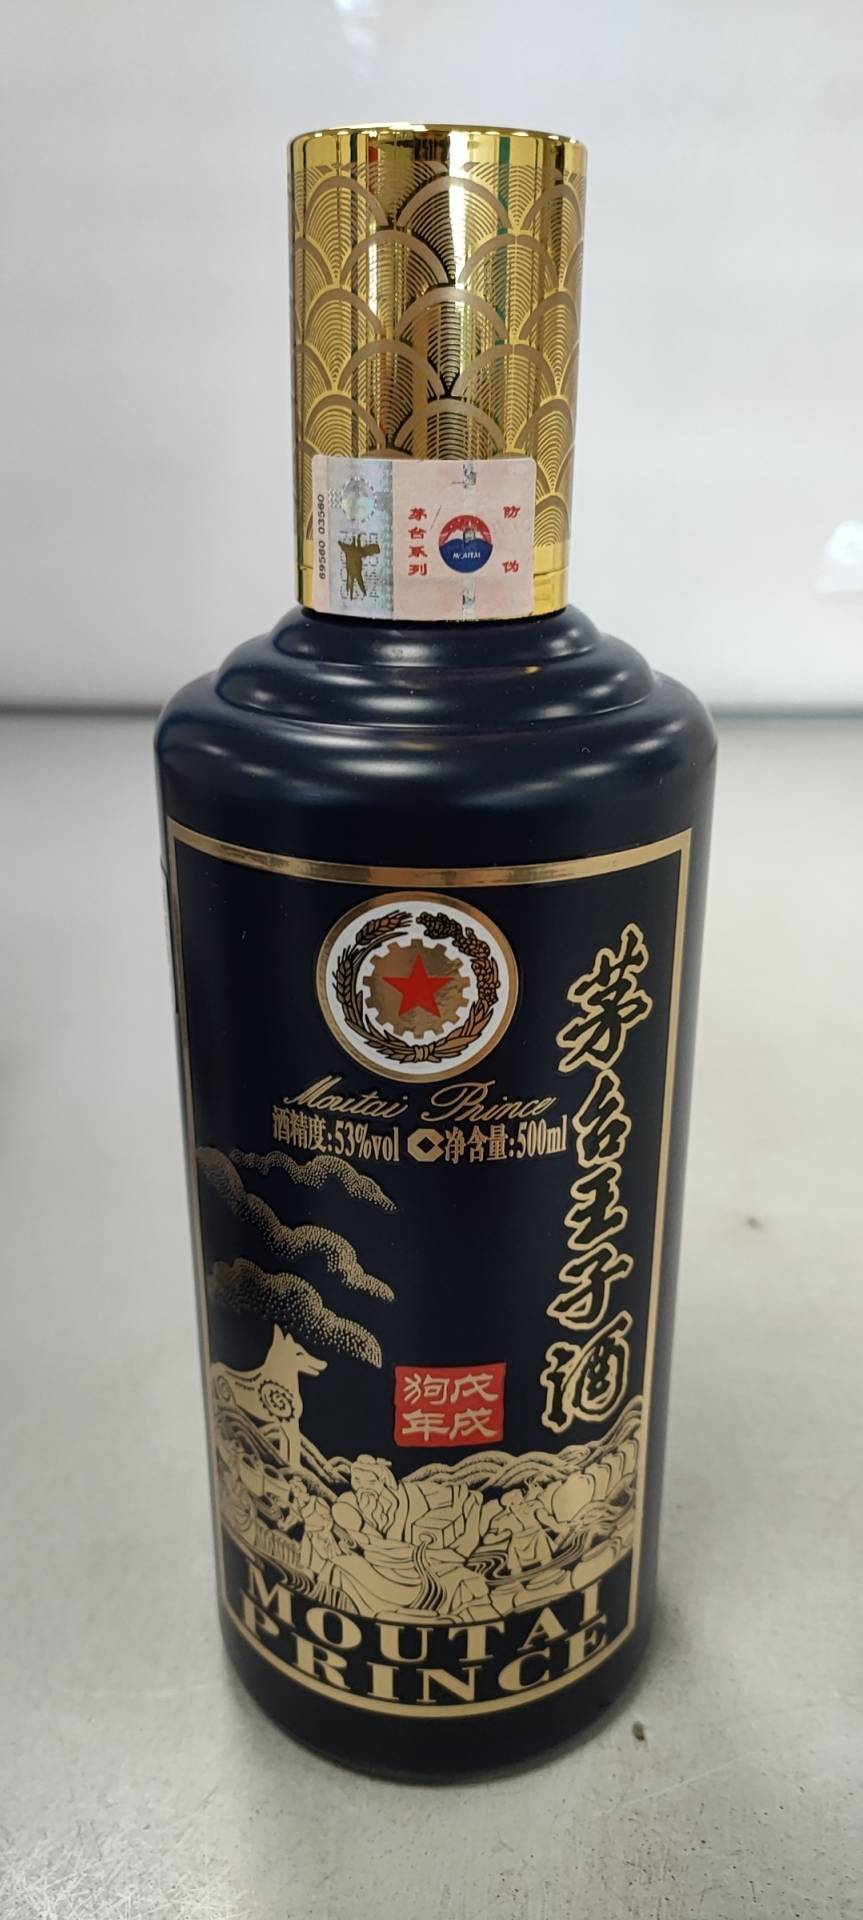 69560 03560
茅台系列
防伪
MOUTAI
茅台王子酒
Moutai Prince
酒精度:53%vol 净含量:500ml
戊戌
狗年
MOUTAI
PRINCE